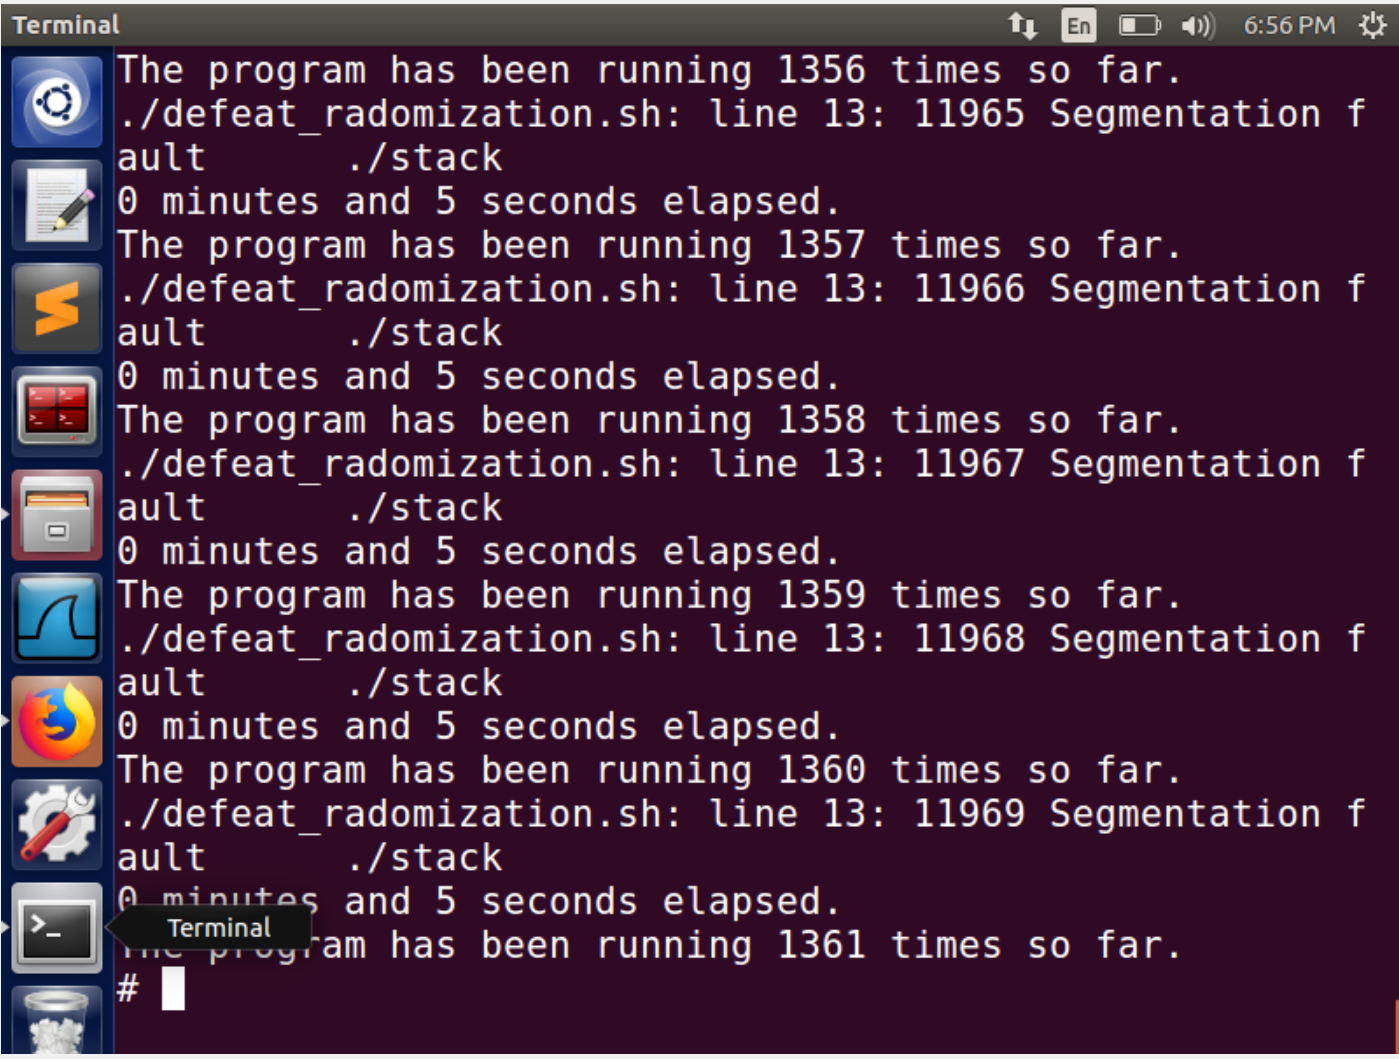 Terminal En 6:56 PM
The program has been running 1356 times so far.
./defeat_radomization.sh: line 13: 11965 Segmentation f
ault ./stack
0 minutes and 5 seconds elapsed.
The program has been running 1357 times so far.
./defeat_radomization.sh: line 13: 11966 Segmentation f
ault ./stack
0 minutes and 5 seconds elapsed.
The program has been running 1358 times so far.
./defeat_radomization.sh: line 13: 11967 Segmentation f
ault ./stack
0 minutes and 5 seconds elapsed.
The program has been running 1359 times so far.
./defeat_radomization.sh: line 13: 11968 Segmentation f
ault ./stack
0 minutes and 5 seconds elapsed.
The program has been running 1360 times so far.
./defeat_radomization.sh: line 13: 11969 Segmentation f
ault ./stack
0 minutes and 5 seconds elapsed.
Terminal
The program has been running 1361 times so far.
#